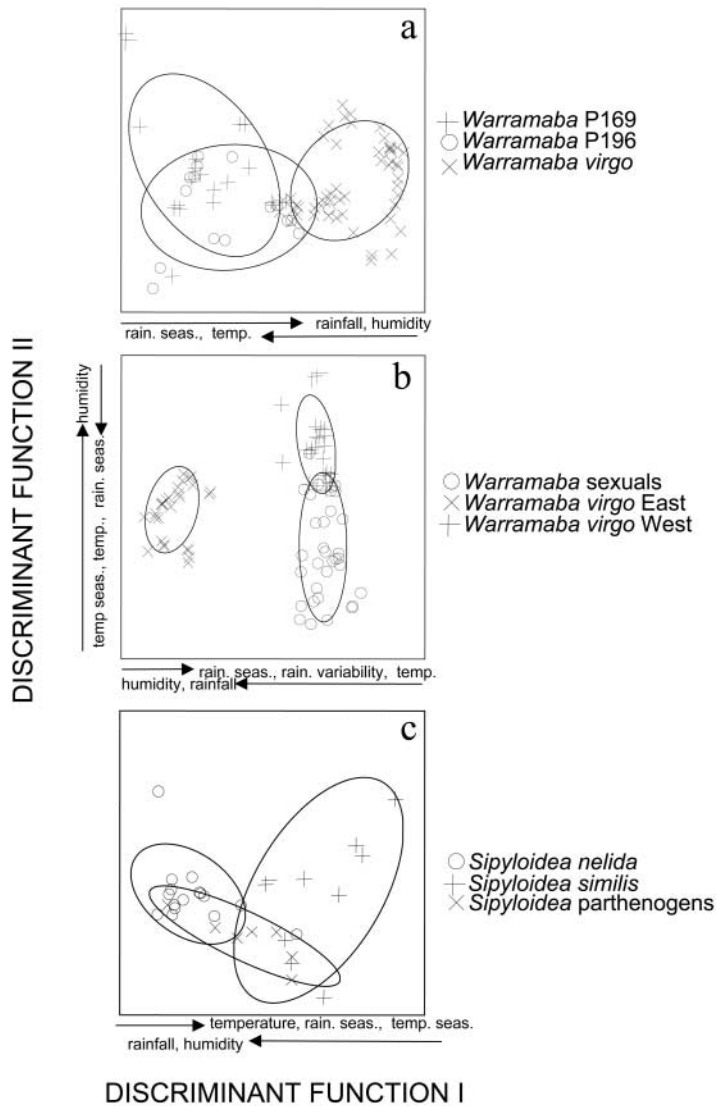 a
Warramaba P169
Warramaba P196
Warramaba virgo
rainfall, humidity
rain. seas., temp.
DISCRIMINANT FUNCTION II
b
humidity
temp seas., temp., rain. seas.
Warramaba sexuals
Warramaba virgo East
Warramaba virgo West
rain. seas., rain. variability, temp.
humidity, rainfall
c
Sipyloidea nelida
Sipyloidea similis
Sipyloidea parthenogens
temperature, rain. seas., temp. seas.
rainfall, humidity
DISCRIMINANT FUNCTION I